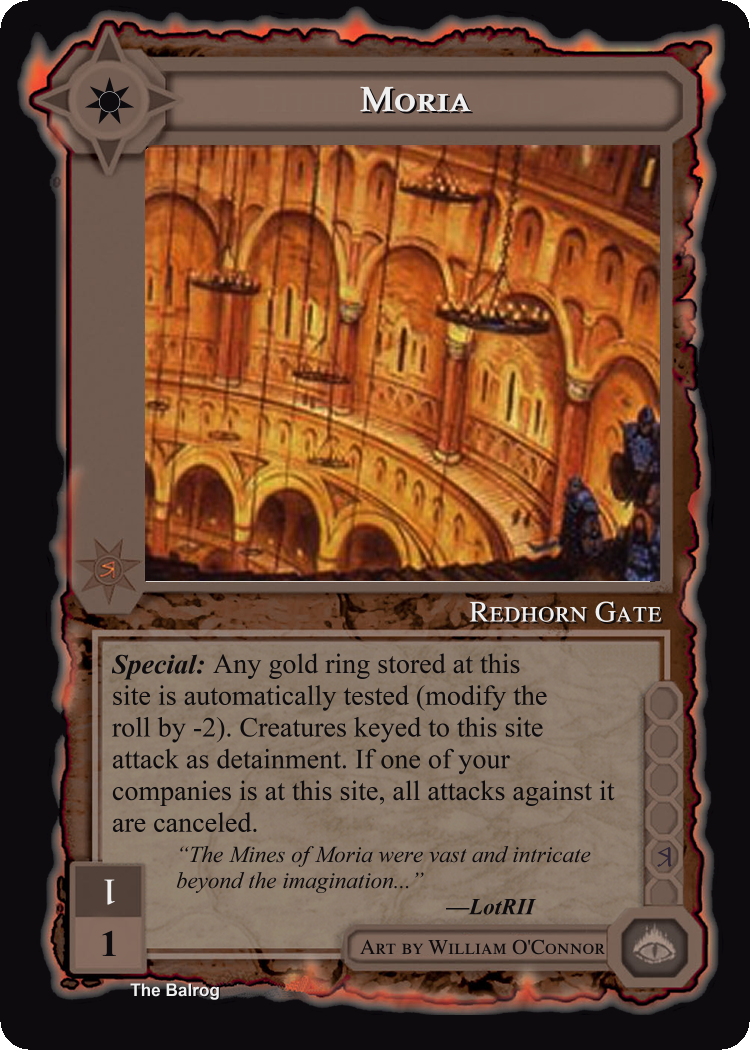 Moria
Redhorn Gate
Special: Any gold ring stored at this
site is automatically tested (modify the
roll by -2). Creatures keyed to this site
attack as detainment. If one of your
companies is at this site, all attacks against it
are canceled.
“The Mines of Moria were vast and intricate
beyond the imagination...”
—LotRII
1
1
Art by William O'Connor
The Balrog